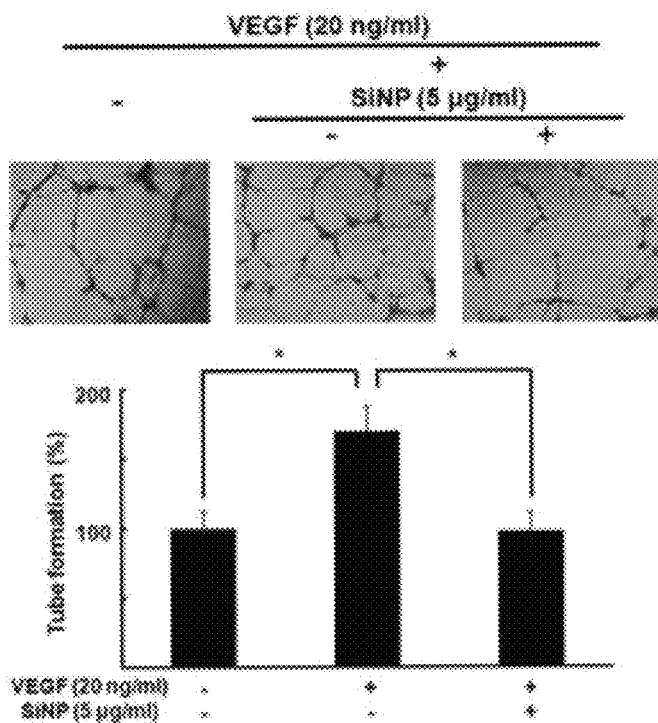 VEGF (20 ng/ml)
- +
SiNP (5 µg/ml)
- +
* *
200
100
Tube formation (%)
VEGF (20 ng/ml) - + +
SiNP (5 µg/ml) - - +